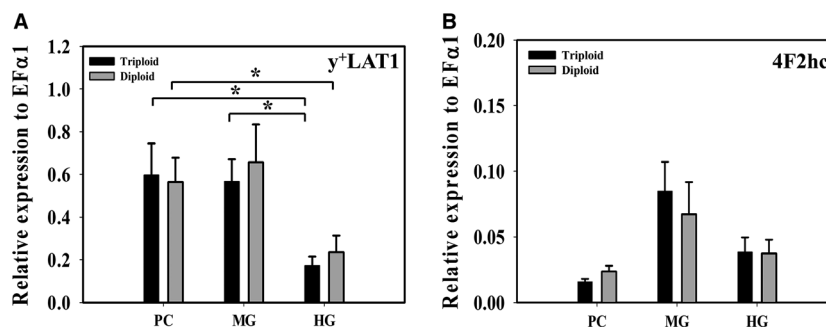 A
Relative expression to EFα1
1.2
1.0
0.8
0.6
0.4
0.2
0.0
Triploid
Diploid
y⁺LAT1
*
*
*
PC MG HG
B
Relative expression to EFα1
0.20
0.15
0.10
0.05
0.00
Triploid
Diploid
4F2hc
PC MG HG